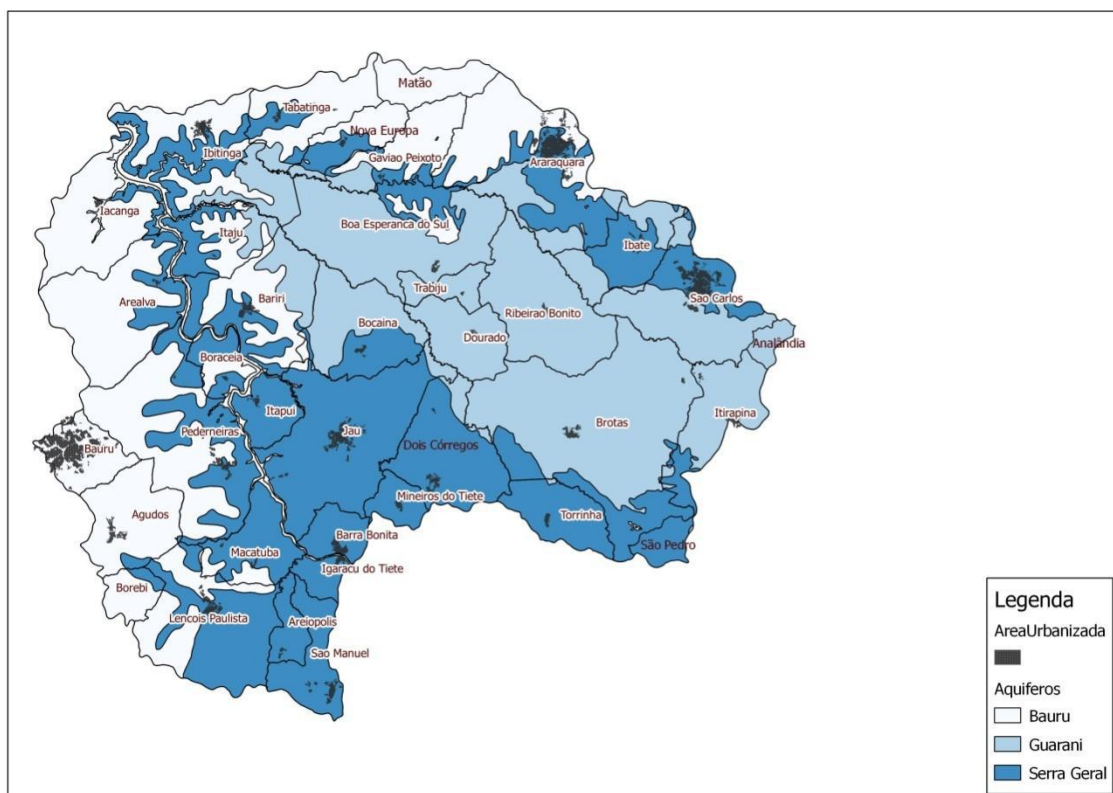 Matão
Tabatinga
Nova Europa
Ibitinga
Gaviao Peixoto
Araraquara
Iacanga
Itaju
Boa Esperanca do Sul
Ibate
Trabiju
Sao Carlos
Arealva
Bariri
Bocaina
Dourado
Ribeirao Bonito
Analândia
Boraceia
Itapui
Itirapina
Pederneiras
Jau
Dois Córregos
Brotas
Bauru
Mineiros do Tiete
Agudos
Torrinha
Barra Bonita
São Pedro
Macatuba
Igaracu do Tiete
Borebi
Lencois Paulista
Areiopolis
Sao Manuel
Legenda
AreaUrbanizada
Aquiferos
Bauru
Guarani
Serra Geral